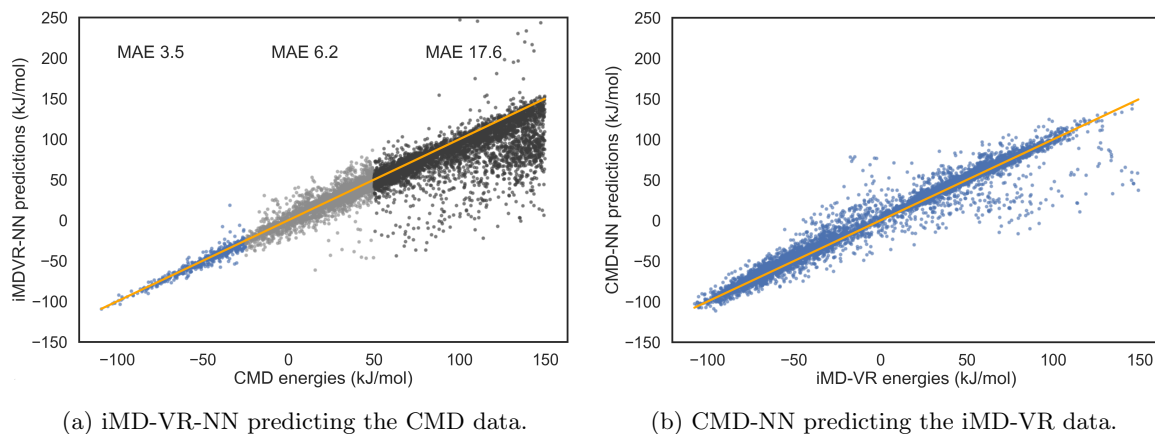 250
200
150
100
50
0
−50
−100
−150
iMDVR-NN predictions (kJ/mol)
MAE 3.5 MAE 6.2 MAE 17.6
−100 −50 0 50 100 150
CMD energies (kJ/mol)
(a) iMD-VR-NN predicting the CMD data.
250
200
150
100
50
0
−50
−100
−150
CMD-NN predictions (kJ/mol)
−100 −50 0 50 100 150
iMD-VR energies (kJ/mol)
(b) CMD-NN predicting the iMD-VR data.